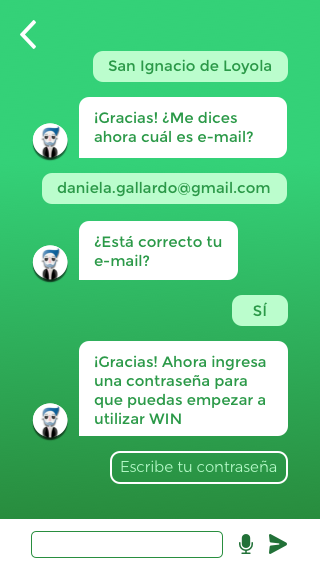 San Ignacio de Loyola
¡Gracias! ¿Me dices
ahora cuál es e-mail?
daniela.gallardo@gmail.com
¿Está correcto tu
e-mail?
SÍ
¡Gracias! Ahora ingresa
una contraseña para
que puedas empezar a
utilizar WIN
Escribe tu contraseña